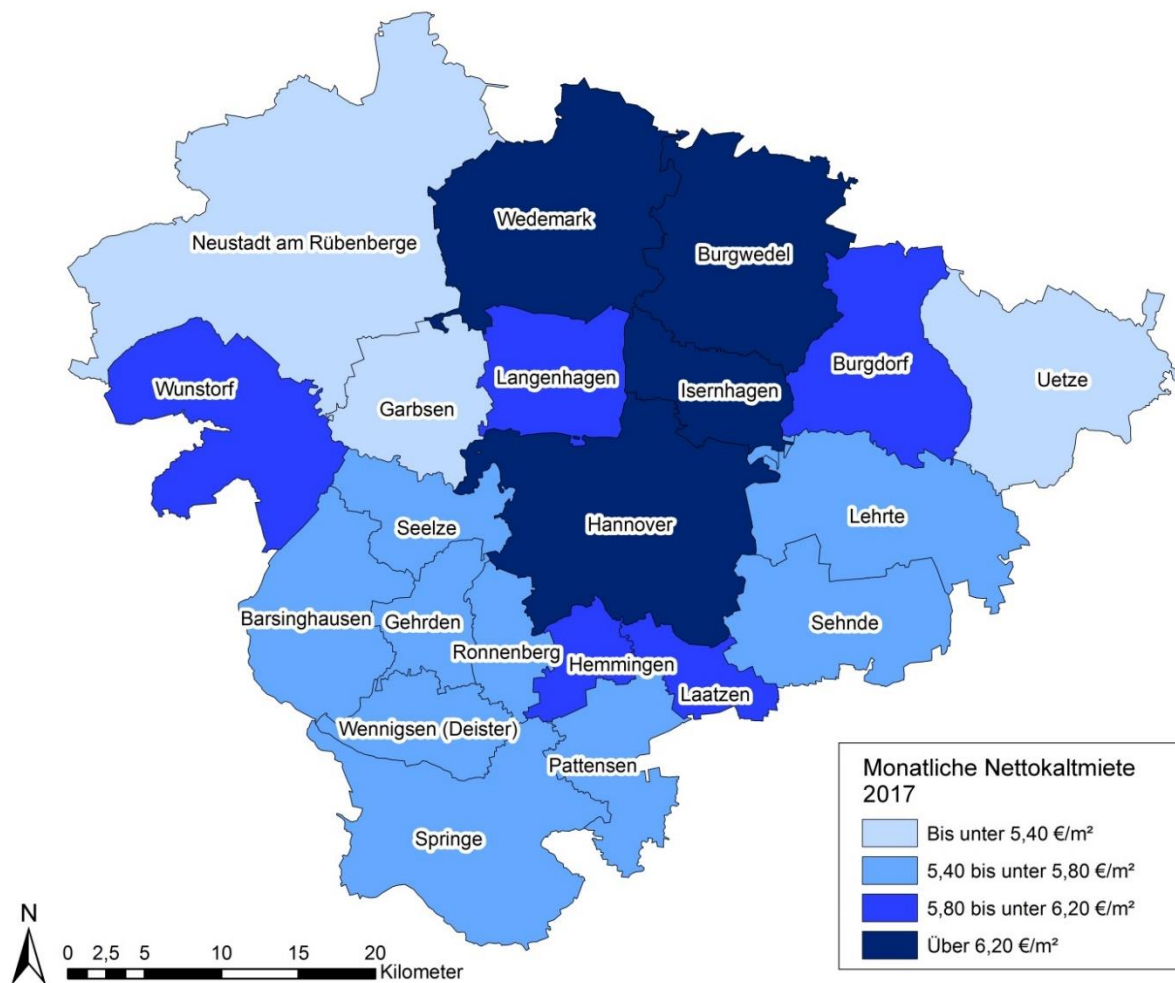 Wedemark
Neustadt am Rübenberge
Burgwedel
Wunstorf
Langenhagen
Burgdorf
Uetze
Garbsen
Isernhagen
Seelze
Hannover
Lehrte
Barsinghausen
Gehrden
Ronnenberg
Sehnde
Hemmingen
Laatzen
Wennigsen (Deister)
Pattensen
Springe
Monatliche Nettokaltmiete
2017
Bis unter 5,40 €/m²
5,40 bis unter 5,80 €/m²
5,80 bis unter 6,20 €/m²
Über 6,20 €/m²
N
0 2,5 5 10 15 20
Kilometer